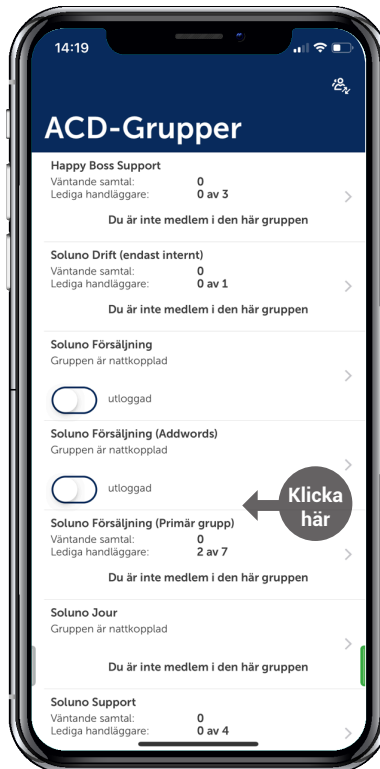 14:19
ACD-Grupper
Happy Boss Support
Väntande samtal: 0
Lediga handläggare: 0 av 3
Du är inte medlem i den här gruppen
Soluno Drift (endast internt)
Väntande samtal: 0
Lediga handläggare: 0 av 1
Du är inte medlem i den här gruppen
Soluno Försäljning
Gruppen är nattkopplad
utloggad
Soluno Försäljning (Addwords)
Gruppen är nattkopplad
utloggad
Klicka
här
Soluno Försäljning (Primär grupp)
Väntande samtal: 0
Lediga handläggare: 2 av 7
Du är inte medlem i den här gruppen
Soluno Jour
Gruppen är nattkopplad
Du är inte medlem i den här gruppen
Soluno Support
Väntande samtal: 0
Lediga handläggare: 0 av 4